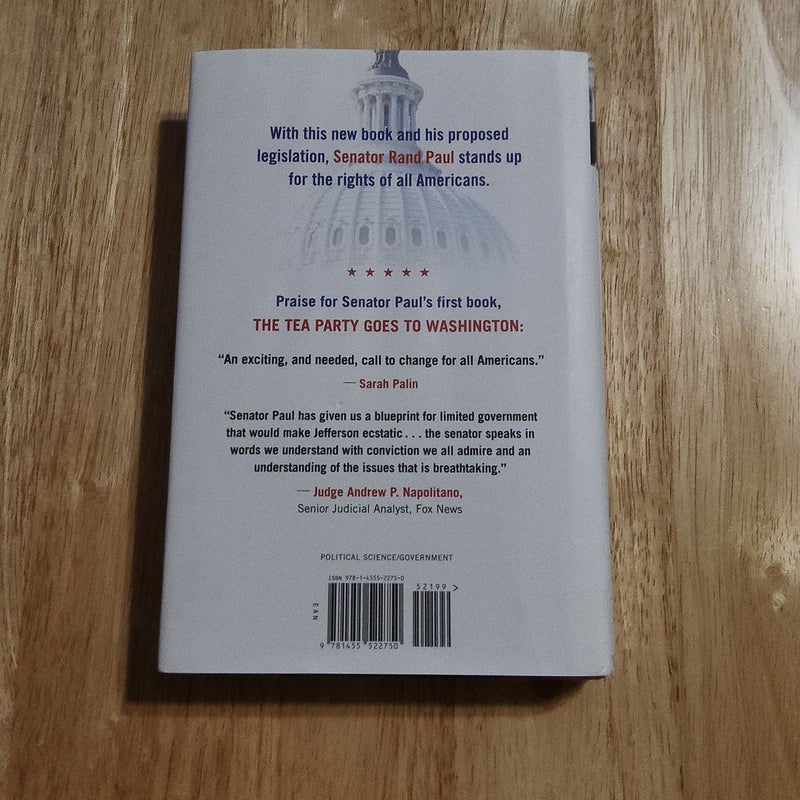 With this new book and his proposed
legislation, Senator Rand Paul stands up
for the rights of all Americans.
★ ★ ★ ★ ★
Praise for Senator Paul's first book,
THE TEA PARTY GOES TO WASHINGTON:
“An exciting, and needed, call to change for all Americans.”
— Sarah Palin
“Senator Paul has given us a blueprint for limited government
that would make Jefferson ecstatic . . . the senator speaks in
words we understand with conviction we all admire and an
understanding of the issues that is breathtaking.”
— Judge Andrew P. Napolitano,
Senior Judicial Analyst, Fox News
POLITICAL SCIENCE/GOVERNMENT
ISBN 978-1-4555-2275-0
52199 >
EAN
9 781455 522750